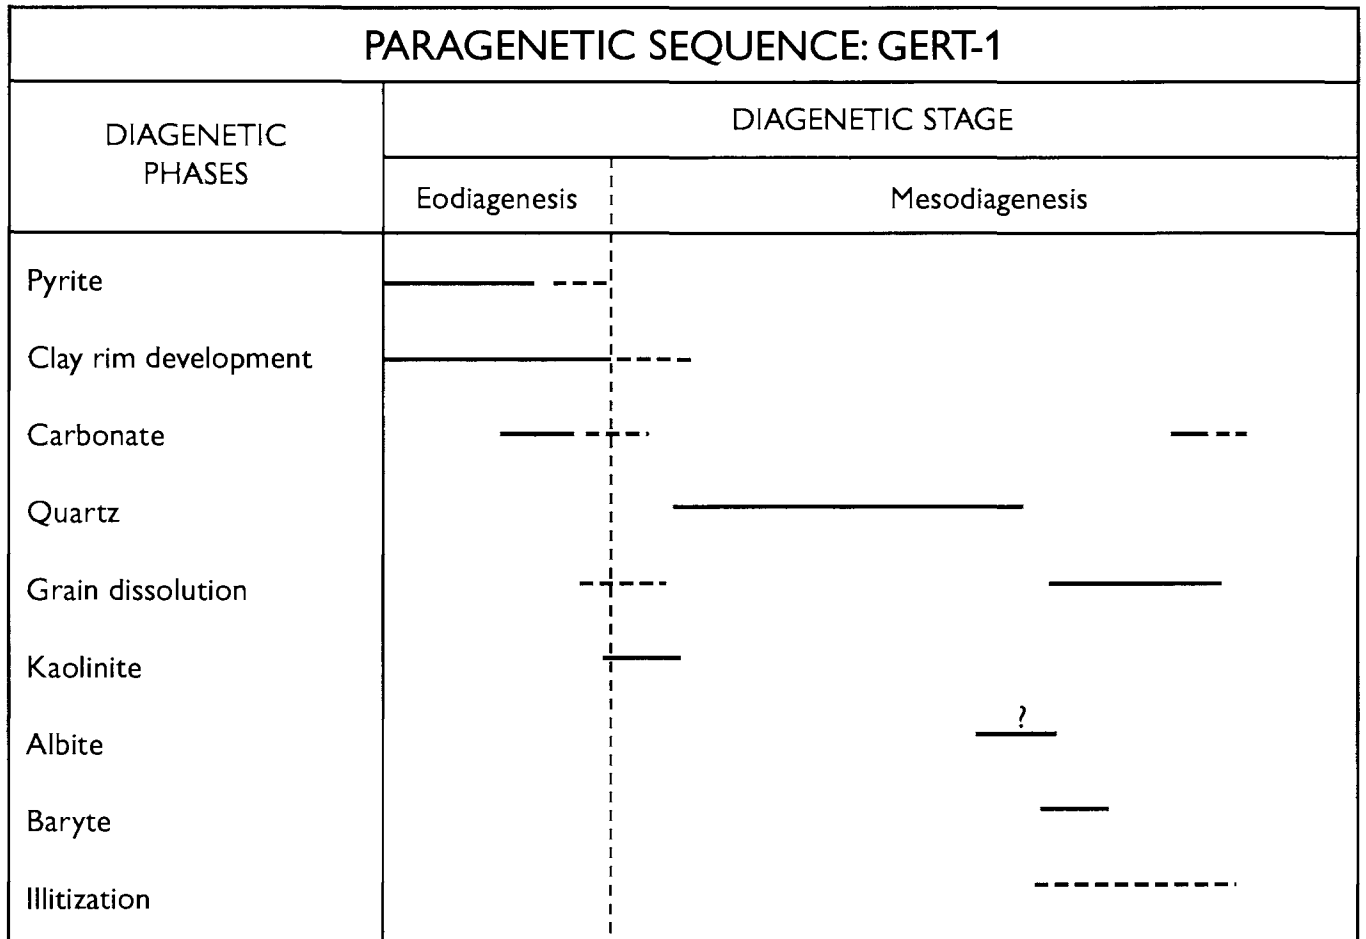 PARAGENETIC SEQUENCE: GERT-1
DIAGENETIC
PHASES
DIAGENETIC STAGE
Eodiagenesis
Mesodiagenesis
Pyrite
Clay rim development
Carbonate
Quartz
Grain dissolution
Kaolinite
?
Albite
Baryte
Illitization